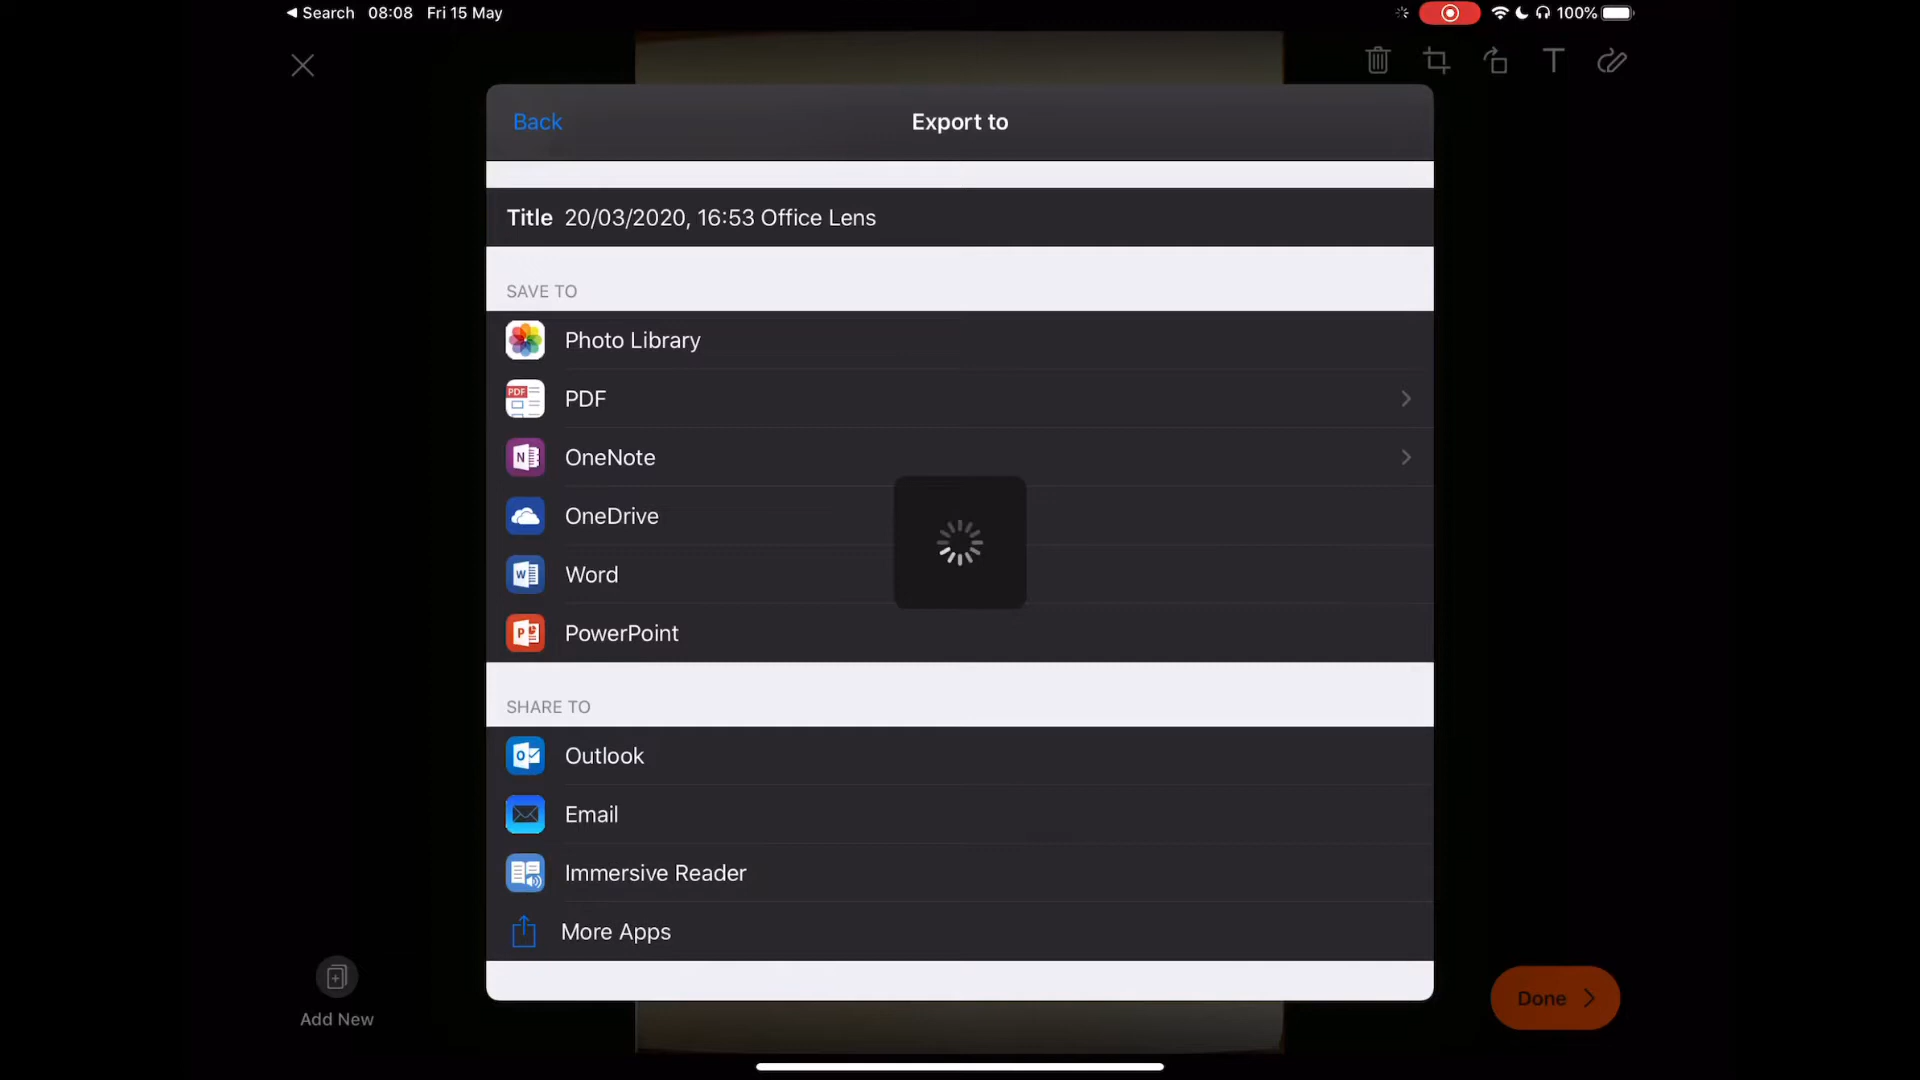 Search 08:08 Fri 15 May 100%
Back Export to
Title 20/03/2020, 16:53 Office Lens
SAVE TO
Photo Library
PDF PDF
N OneNote
OneDrive
W Word
P PowerPoint
SHARE TO
O Outlook
Email
Immersive Reader
More Apps
Add New
Done